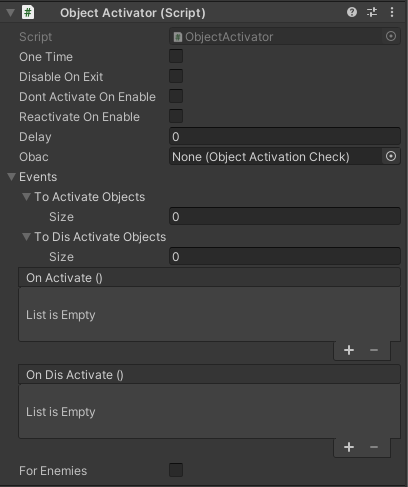 Object Activator (Script)
Script ObjectActivator
One Time
Disable On Exit
Dont Activate On Enable
Reactivate On Enable
Delay 0
Obac None (Object Activation Check)
Events
To Activate Objects
Size 0
To Dis Activate Objects
Size 0
On Activate ()
List is Empty
+ −
On Dis Activate ()
List is Empty
+ −
For Enemies